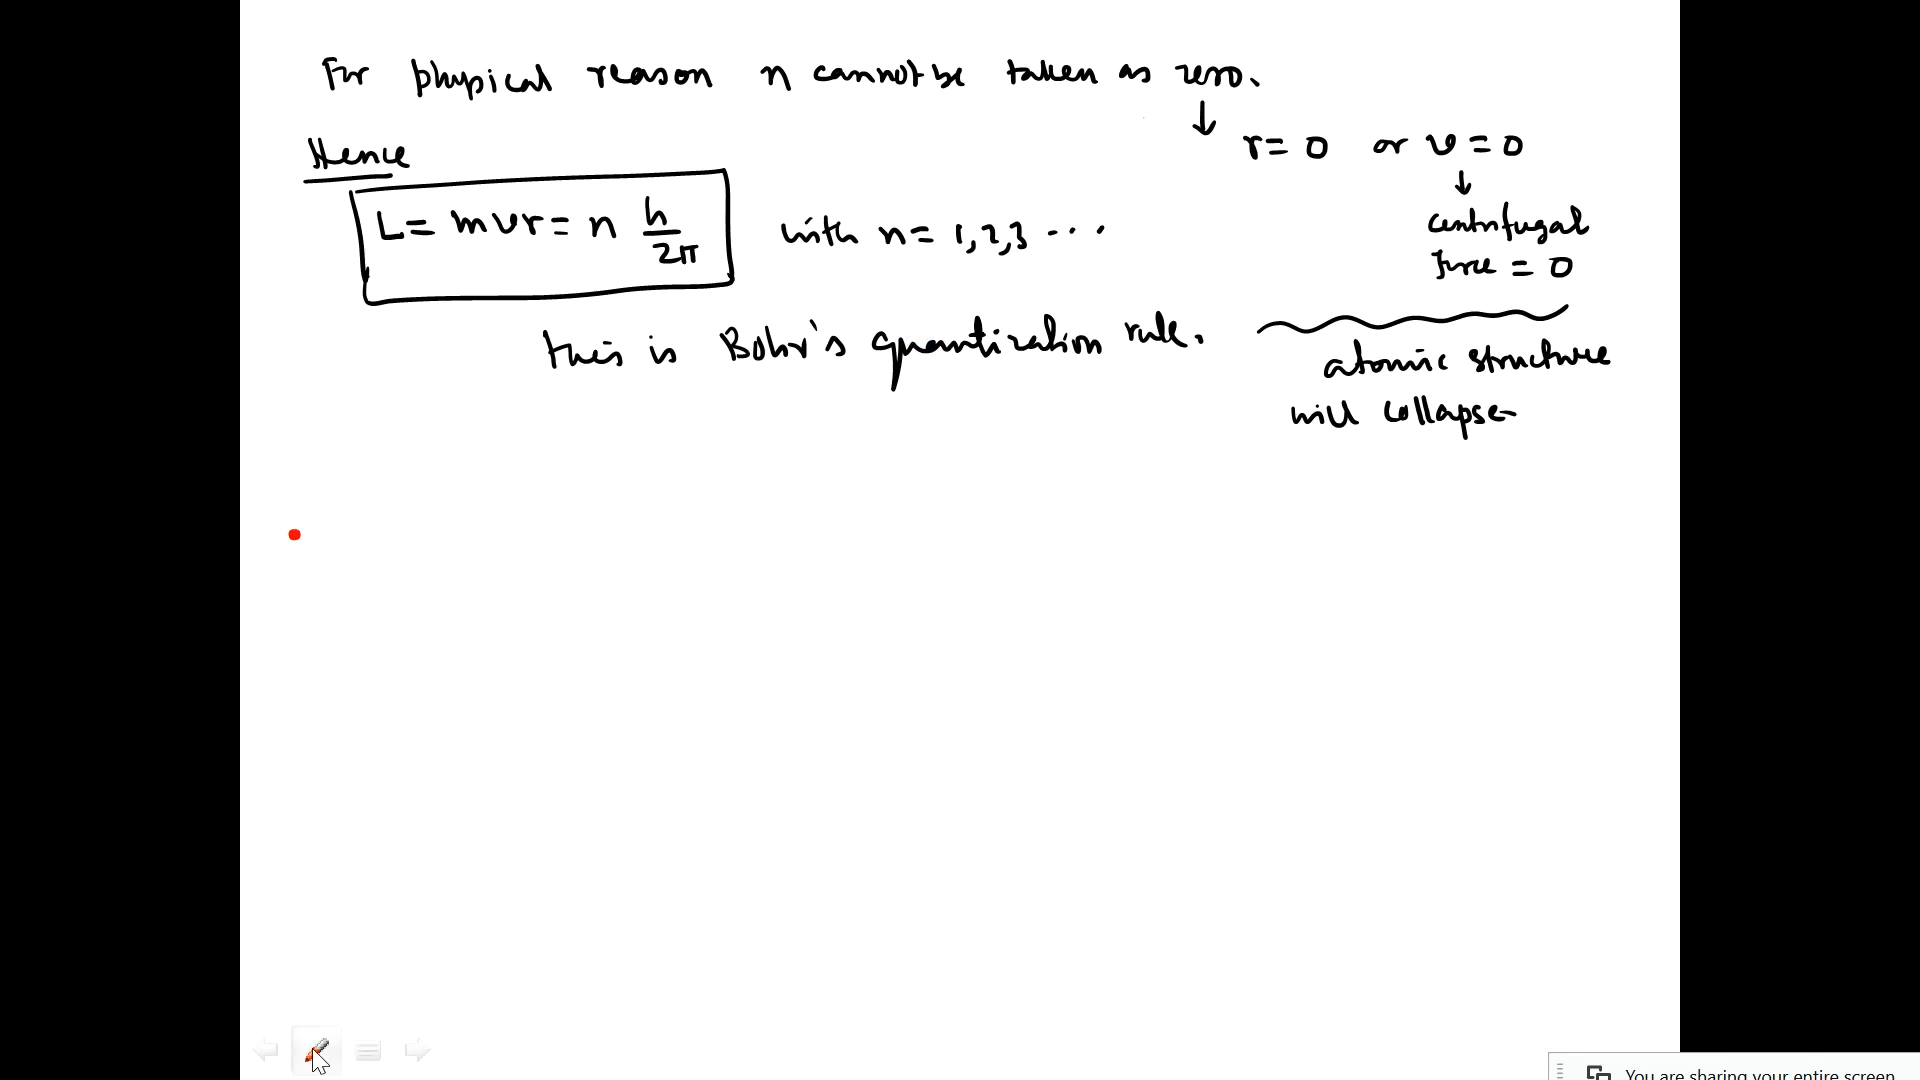 For physical reason n cannot be taken as zero.
↓
r = 0 or v = 0
Hence
↓
L = mvr = n h/2π with n = 1, 2, 3 ...
centrifugal
force = 0
this is Bohr's quantization rule.
atomic structure
will collapse
You are sharing your entire screen